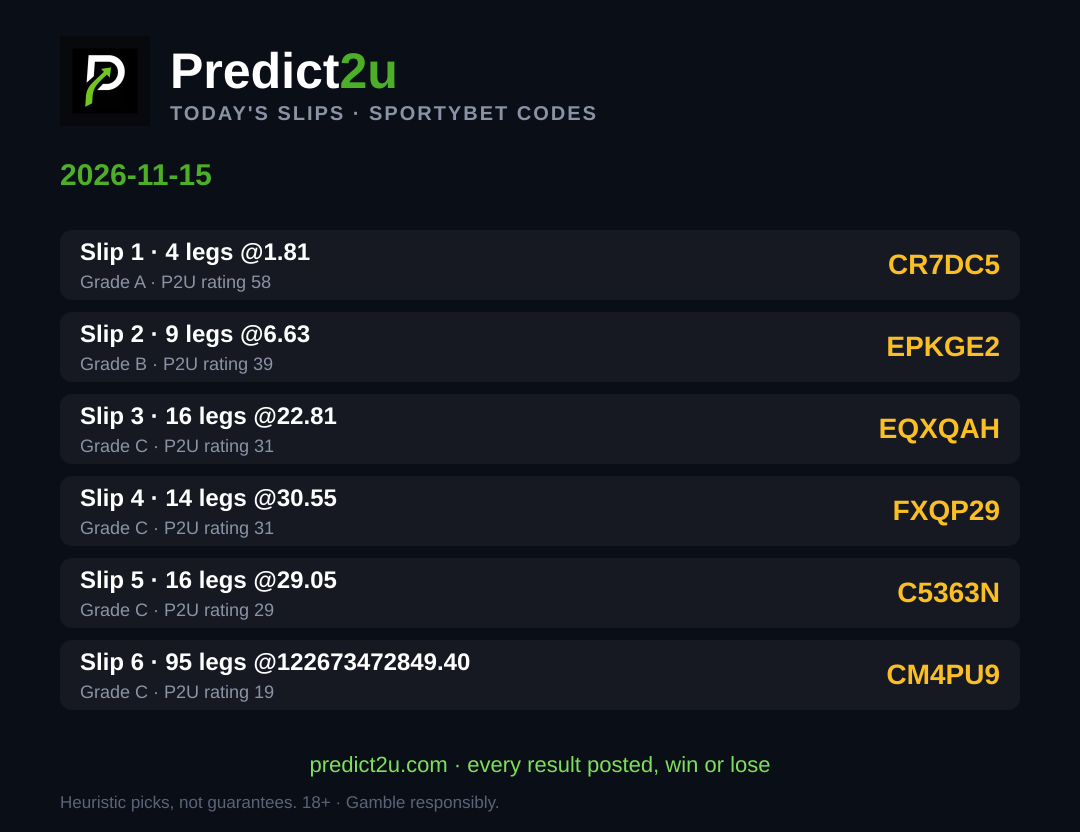 Predict2u
TODAY'S SLIPS · SPORTYBET CODES
2026-11-15
Slip 1 · 4 legs @1.81
Grade A · P2U rating 58
CR7DC5
Slip 2 · 9 legs @6.63
Grade B · P2U rating 39
EPKGE2
Slip 3 · 16 legs @22.81
Grade C · P2U rating 31
EQXQAH
Slip 4 · 14 legs @30.55
Grade C · P2U rating 31
FXQP29
Slip 5 · 16 legs @29.05
Grade C · P2U rating 29
C5363N
Slip 6 · 95 legs @122673472849.40
Grade C · P2U rating 19
CM4PU9
predict2u.com · every result posted, win or lose
Heuristic picks, not guarantees. 18+ · Gamble responsibly.